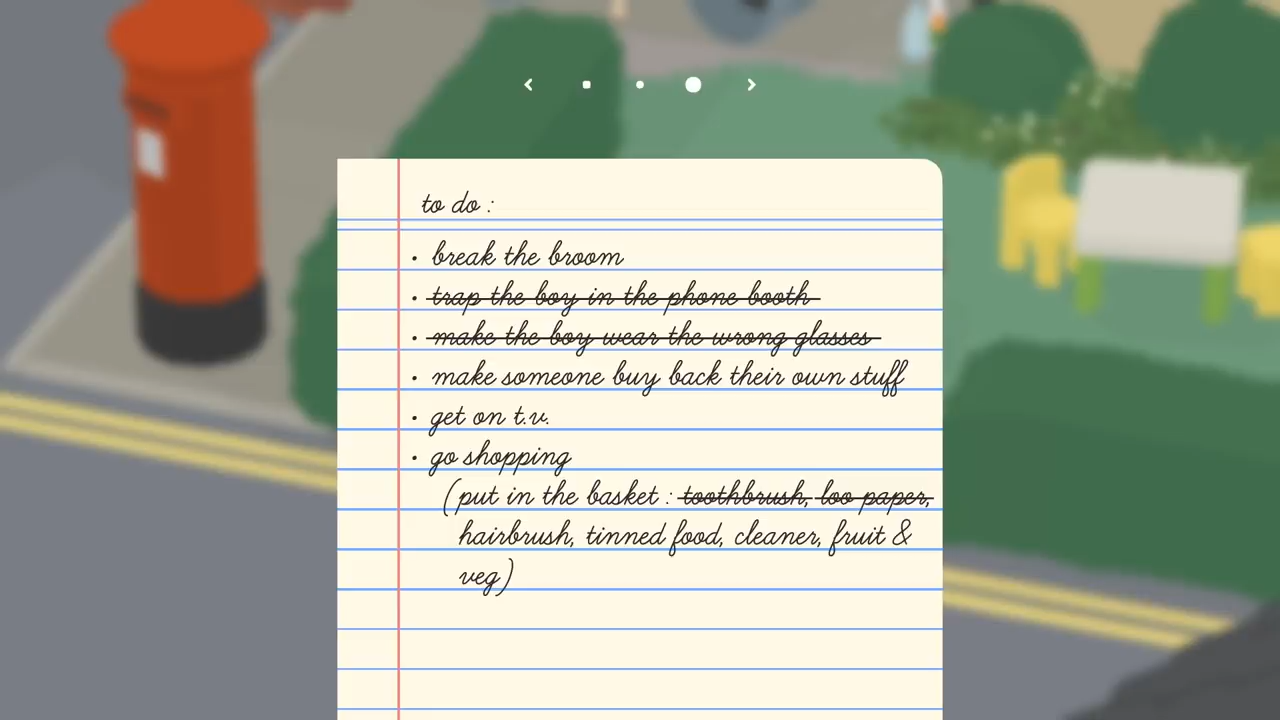 to do :
• break the broom
• trap the boy in the phone booth
• make the boy wear the wrong glasses
• make someone buy back their own stuff
• get on t.v.
• go shopping
(put in the basket : toothbrush, loo paper,
hairbrush, tinned food, cleaner, fruit &
veg)